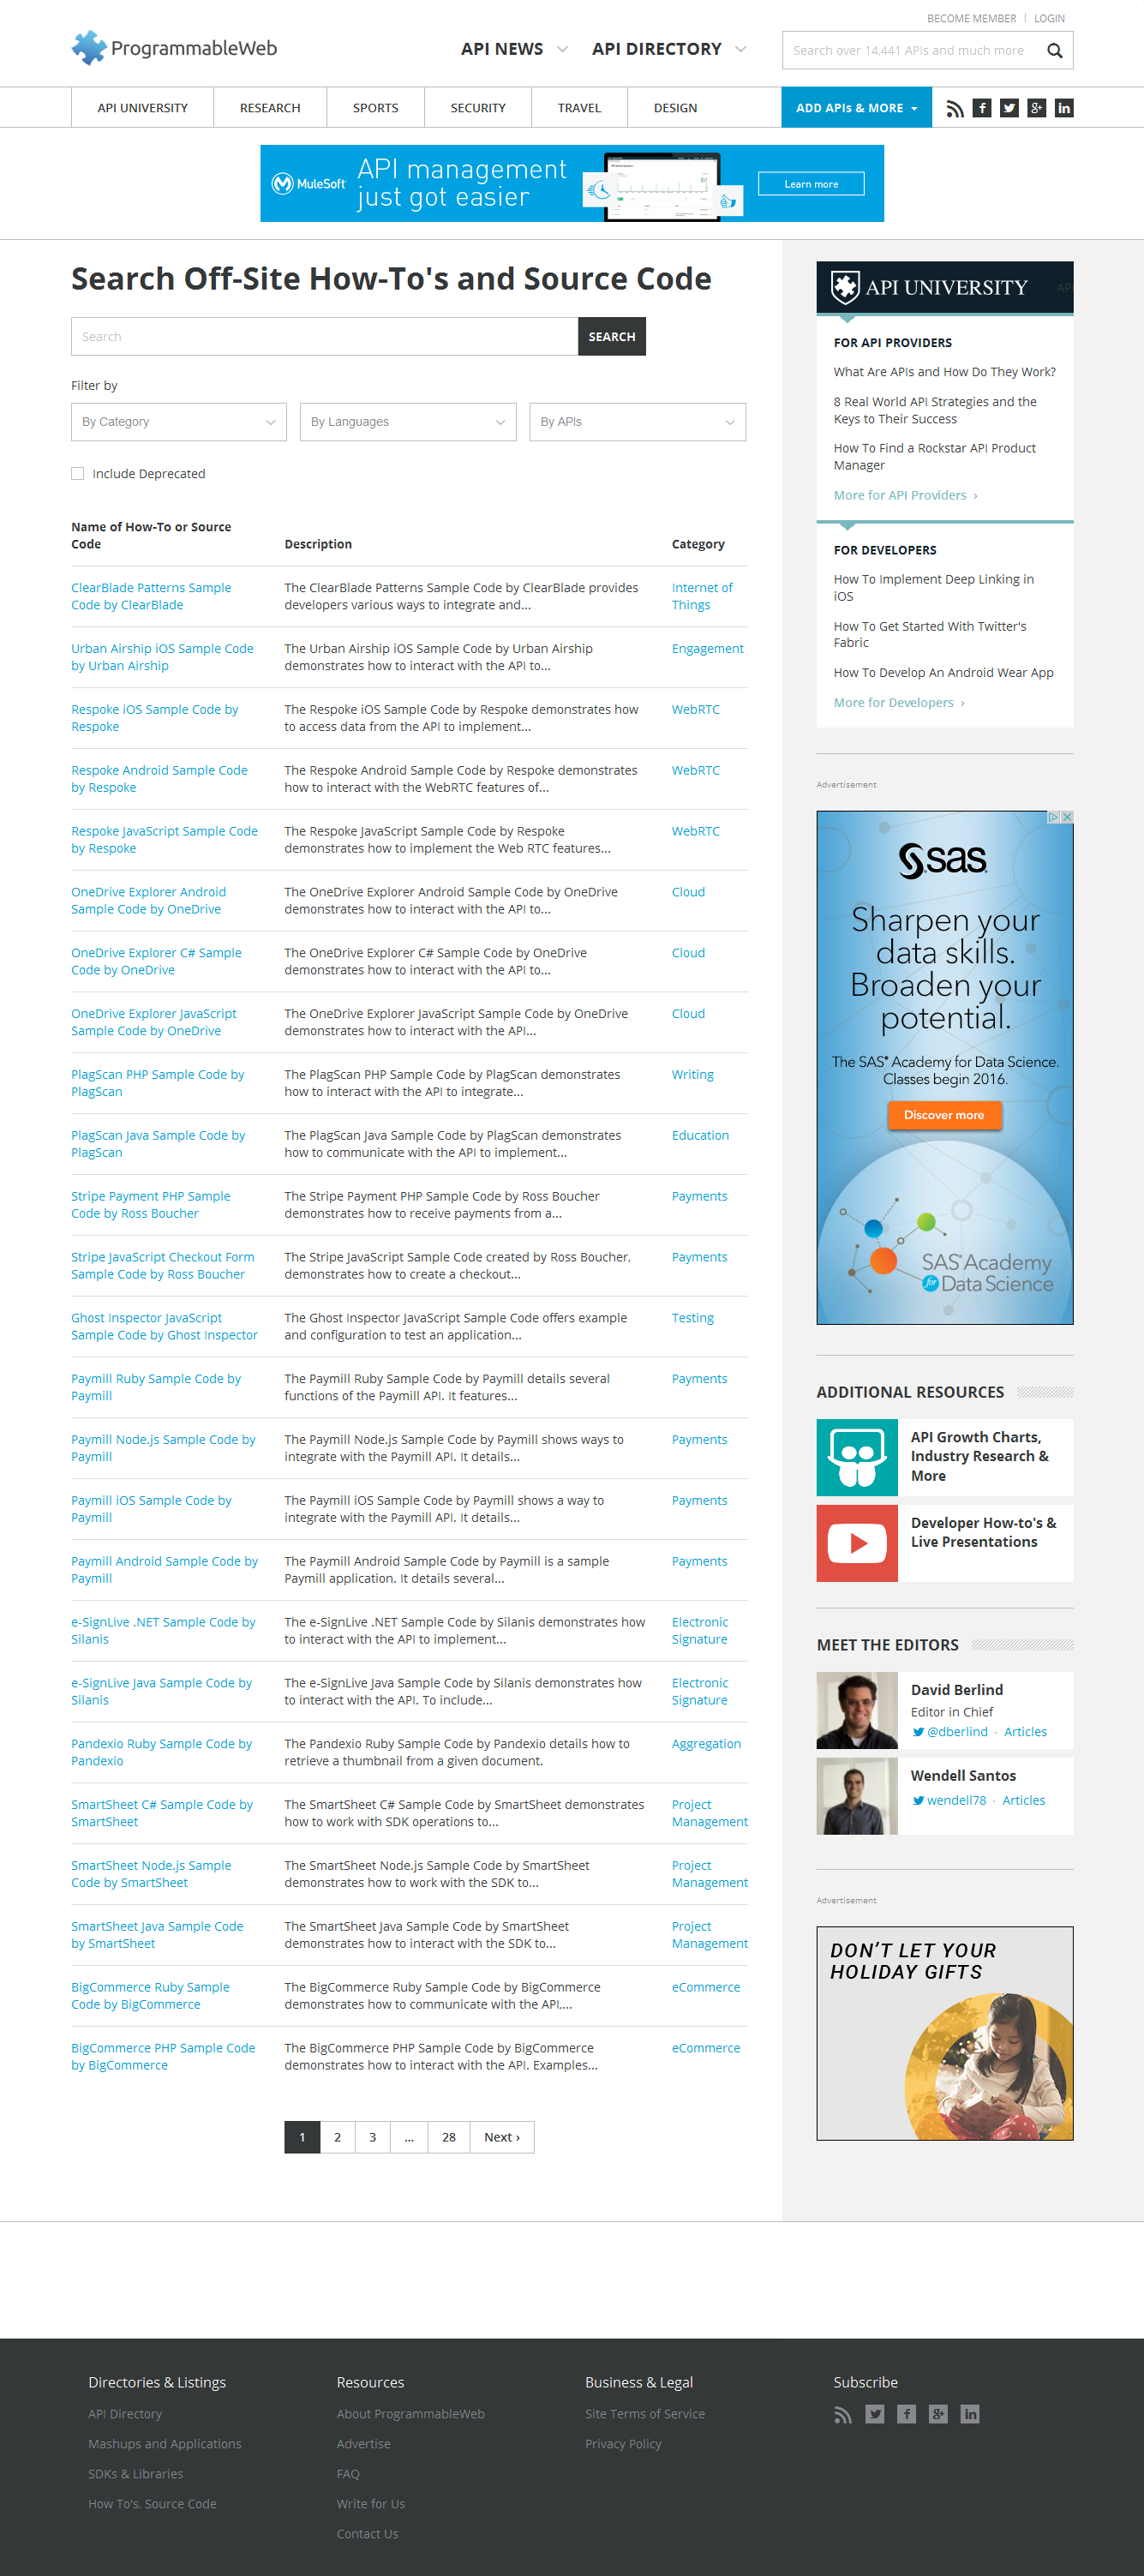 BECOME MEMBER
LOGIN
ProgrammableWeb
API NEWS
API DIRECTORY
Search over 14,441 APIs and much more
API UNIVERSITY
RESEARCH
SPORTS
SECURITY
TRAVEL
DESIGN
ADD APIs & MORE
MuleSoft
API management
just got easier
Learn more
Search Off-Site How-To's and Source Code
Search
SEARCH
Filter by
By Category
By Languages
By APIs
Include Deprecated
Name of How-To or Source
Code
Description
Category
ClearBlade Patterns Sample
Code by ClearBlade
The ClearBlade Patterns Sample Code by ClearBlade provides
developers various ways to integrate and...
Internet of
Things
Urban Airship iOS Sample Code
by Urban Airship
The Urban Airship iOS Sample Code by Urban Airship
demonstrates how to interact with the API to...
Engagement
Respoke iOS Sample Code by
Respoke
The Respoke iOS Sample Code by Respoke demonstrates how
to access data from the API to implement...
WebRTC
Respoke Android Sample Code
by Respoke
The Respoke Android Sample Code by Respoke demonstrates
how to interact with the WebRTC features of...
WebRTC
Respoke JavaScript Sample Code
by Respoke
The Respoke JavaScript Sample Code by Respoke
demonstrates how to implement the Web RTC features...
WebRTC
OneDrive Explorer Android
Sample Code by OneDrive
The OneDrive Explorer Android Sample Code by OneDrive
demonstrates how to interact with the API to...
Cloud
OneDrive Explorer C# Sample
Code by OneDrive
The OneDrive Explorer C# Sample Code by OneDrive
demonstrates how to interact with the API to...
Cloud
OneDrive Explorer JavaScript
Sample Code by OneDrive
The OneDrive Explorer JavaScript Sample Code by OneDrive
demonstrates how to interact with the API...
Cloud
PlagScan PHP Sample Code by
PlagScan
The PlagScan PHP Sample Code by PlagScan demonstrates
how to interact with the API to integrate...
Writing
PlagScan Java Sample Code by
PlagScan
The PlagScan Java Sample Code by PlagScan demonstrates
how to communicate with the API to implement...
Education
Stripe Payment PHP Sample
Code by Ross Boucher
The Stripe Payment PHP Sample Code by Ross Boucher
demonstrates how to receive payments from a...
Payments
Stripe JavaScript Checkout Form
Sample Code by Ross Boucher
The Stripe JavaScript Sample Code created by Ross Boucher,
demonstrates how to create a checkout...
Payments
Ghost Inspector JavaScript
Sample Code by Ghost Inspector
The Ghost Inspector JavaScript Sample Code offers example
and configuration to test an application...
Testing
Paymill Ruby Sample Code by
Paymill
The Paymill Ruby Sample Code by Paymill details several
functions of the Paymill API. It features...
Payments
Paymill Node.js Sample Code by
Paymill
The Paymill Node.js Sample Code by Paymill shows ways to
integrate with the Paymill API. It details...
Payments
Paymill iOS Sample Code by
Paymill
The Paymill iOS Sample Code by Paymill shows a way to
integrate with the Paymill API. It details...
Payments
Paymill Android Sample Code by
Paymill
The Paymill Android Sample Code by Paymill is a sample
Paymill application. It details several...
Payments
e-SignLive .NET Sample Code by
Silanis
The e-SignLive .NET Sample Code by Silanis demonstrates how
to interact with the API to implement...
Electronic
Signature
e-SignLive Java Sample Code by
Silanis
The e-SignLive Java Sample Code by Silanis demonstrates how
to interact with the API. To include...
Electronic
Signature
Pandexio Ruby Sample Code by
Pandexio
The Pandexio Ruby Sample Code by Pandexio details how to
retrieve a thumbnail from a given document.
Aggregation
SmartSheet C# Sample Code by
SmartSheet
The SmartSheet C# Sample Code by SmartSheet demonstrates
how to work with SDK operations to...
Project
Management
SmartSheet Node.js Sample
Code by SmartSheet
The SmartSheet Node.js Sample Code by SmartSheet
demonstrates how to work with the SDK to...
Project
Management
SmartSheet Java Sample Code
by SmartSheet
The SmartSheet Java Sample Code by SmartSheet
demonstrates how to interact with the SDK to...
Project
Management
BigCommerce Ruby Sample
Code by BigCommerce
The BigCommerce Ruby Sample Code by BigCommerce
demonstrates how to communicate with the API....
eCommerce
BigCommerce PHP Sample Code
by BigCommerce
The BigCommerce PHP Sample Code by BigCommerce
demonstrates how to interact with the API. Examples...
eCommerce
1
2
3
...
28
Next ›
API UNIVERSITY
AP
FOR API PROVIDERS
What Are APIs and How Do They Work?
8 Real World API Strategies and the
Keys to Their Success
How To Find a Rockstar API Product
Manager
More for API Providers ›
FOR DEVELOPERS
How To Implement Deep Linking in
iOS
How To Get Started With Twitter's
Fabric
How To Develop An Android Wear App
More for Developers ›
Advertisement
sas
Sharpen your
data skills.
Broaden your
potential.
The SAS® Academy for Data Science.
Classes begin 2016.
Discover more
SAS® Academy
for Data Science
ADDITIONAL RESOURCES
API Growth Charts,
Industry Research &
More
Developer How-to's &
Live Presentations
MEET THE EDITORS
David Berlind
Editor in Chief
@dberlind · Articles
Wendell Santos
wendell78 · Articles
Advertisement
DON'T LET YOUR
HOLIDAY GIFTS
Directories & Listings
API Directory
Mashups and Applications
SDKs & Libraries
How To's, Source Code
Resources
About ProgrammableWeb
Advertise
FAQ
Write for Us
Contact Us
Business & Legal
Site Terms of Service
Privacy Policy
Subscribe